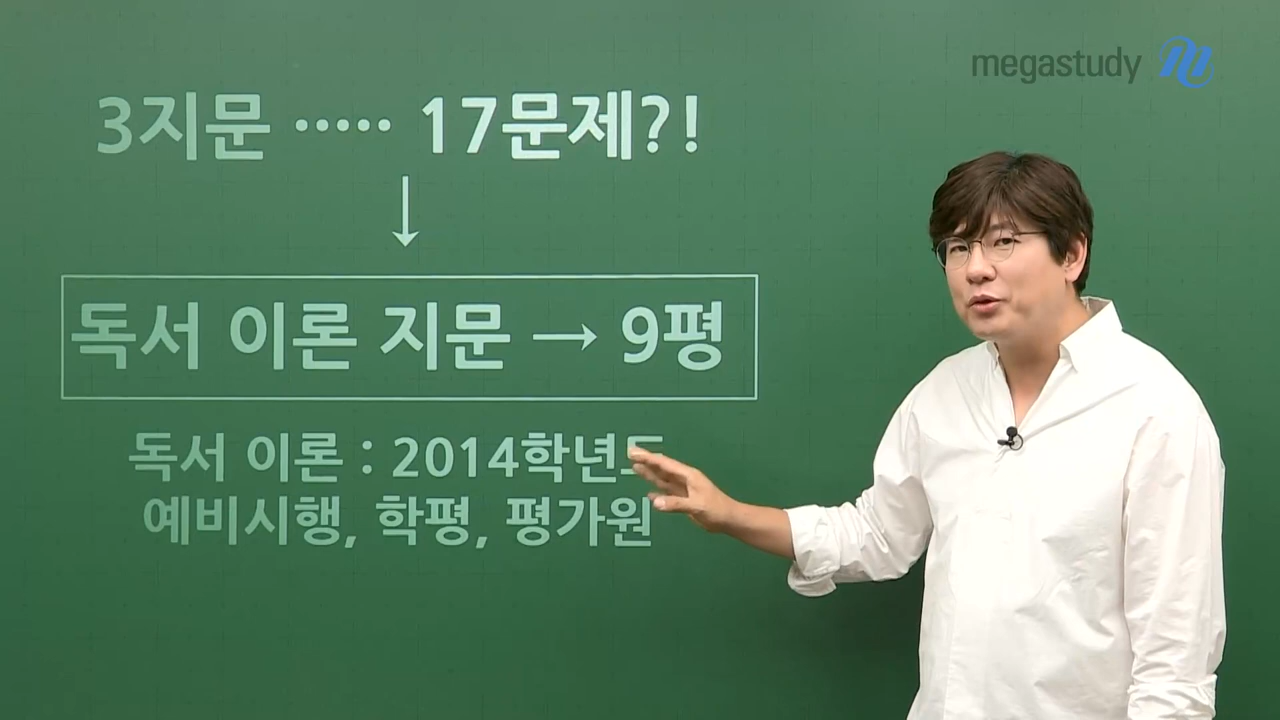 megastudy
3지문 ····· 17문제?!
↓
독서 이론 지문 → 9평
독서 이론 : 2014학년도
예비시행, 학평, 평가원